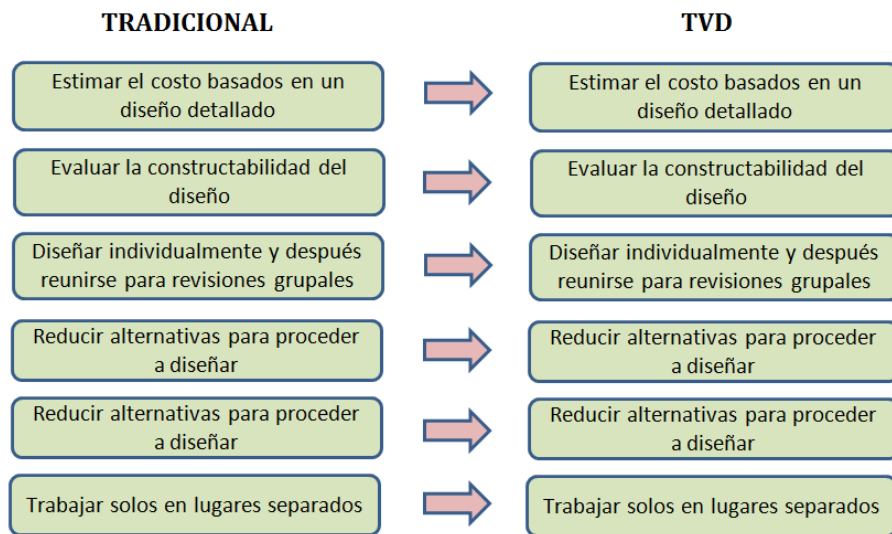 TRADICIONAL
TVD
Estimar el costo basados en un
diseño detallado
Estimar el costo basados en un
diseño detallado
Evaluar la constructabilidad del
diseño
Evaluar la constructabilidad del
diseño
Diseñar individualmente y después
reunirse para revisiones grupales
Diseñar individualmente y después
reunirse para revisiones grupales
Reducir alternativas para proceder
a diseñar
Reducir alternativas para proceder
a diseñar
Reducir alternativas para proceder
a diseñar
Reducir alternativas para proceder
a diseñar
Trabajar solos en lugares separados
Trabajar solos en lugares separados